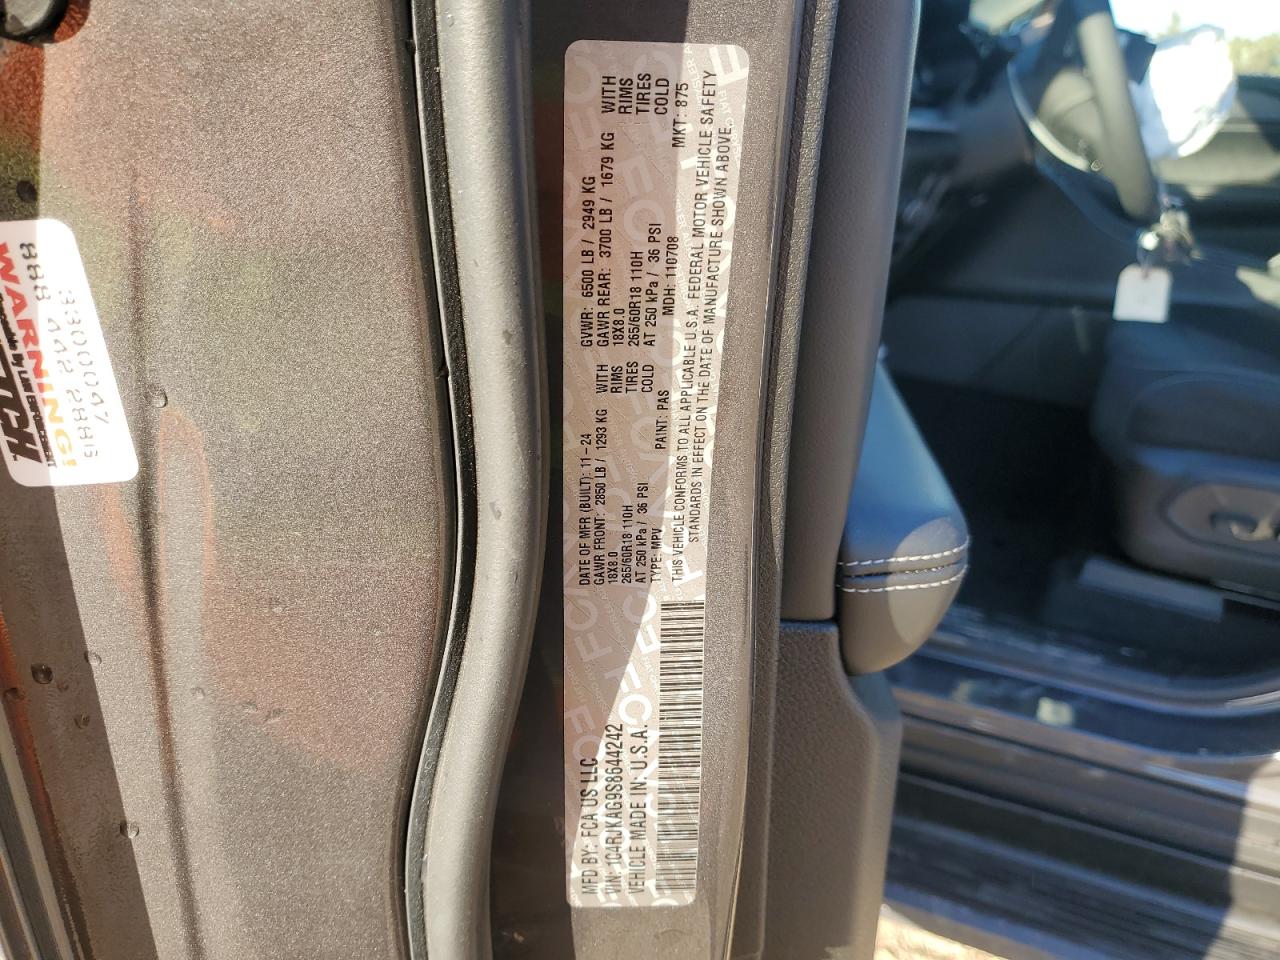 MFD BY: FCA US LLC
VIN: 1C4RJKAG9S8644242
VEHICLE MADE IN: U.S.A.
DATE OF MFR (BUILT): 11-24
GVWR: 6500 LB / 2949 KG
GAWR FRONT: 2850 LB / 1293 KG WITH
18X8.0 RIMS
265/60R18 110H TIRES
AT 250 kPa / 36 PSI COLD
GAWR REAR: 3700 LB / 1679 KG WITH
18X8.0 RIMS
265/60R18 110H TIRES
AT 250 kPa / 36 PSI COLD
TYPE: MPV PAINT: PAS MDH: 110708 MKT: 875
THIS VEHICLE CONFORMS TO ALL APPLICABLE U.S.A. FEDERAL MOTOR VEHICLE SAFETY
STANDARDS IN EFFECT ON THE DATE OF MANUFACTURE SHOWN ABOVE.
WARNING!
888 442 2886